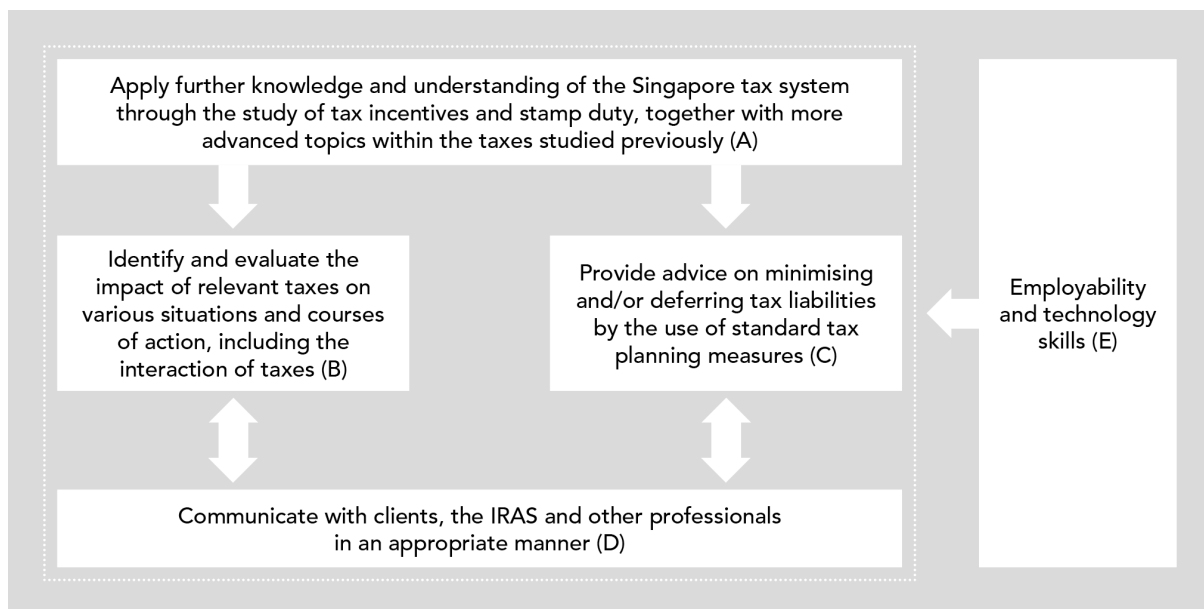 Apply further knowledge and understanding of the Singapore tax system
through the study of tax incentives and stamp duty, together with more
advanced topics within the taxes studied previously (A)
Identify and evaluate the
impact of relevant taxes on
various situations and courses
of action, including the
interaction of taxes (B)
Provide advice on minimising
and/or deferring tax liabilities
by the use of standard tax
planning measures (C)
Communicate with clients, the IRAS and other professionals
in an appropriate manner (D)
Employability
and technology
skills (E)